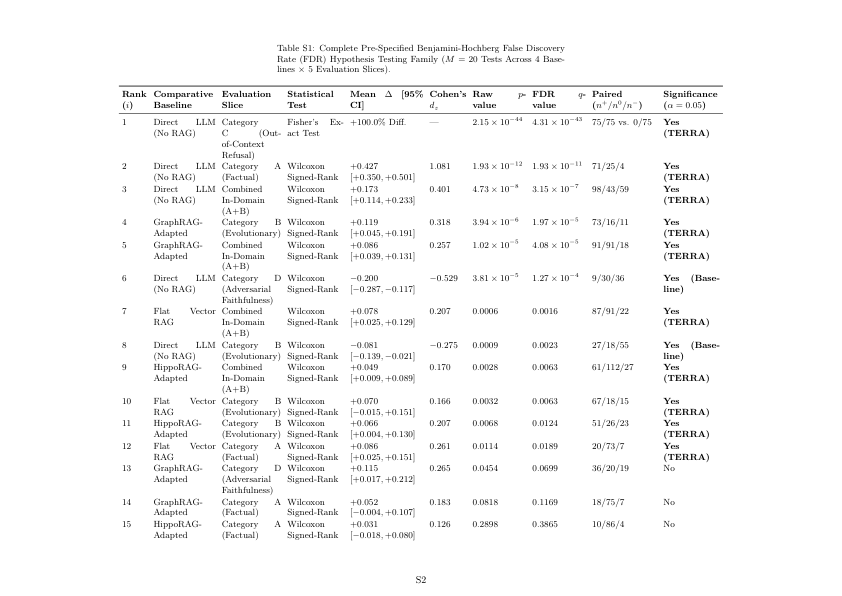 Table S1: Complete Pre-Specified Benjamini-Hochberg False Discovery
Rate (FDR) Hypothesis Testing Family (M = 20 Tests Across 4 Base-
lines × 5 Evaluation Slices).
Rank Comparative Evaluation Statistical Mean Δ [95% Cohen's Raw p- FDR q- Paired Significance
(i) Baseline Slice Test CI] d_z value value (n⁺/n⁰/n⁻) (α = 0.05)
1 Direct LLM Category Fisher's Ex- +100.0% Diff. — 2.15 × 10⁻⁴⁴ 4.31 × 10⁻⁴³ 75/75 vs. 0/75 Yes
(No RAG) C (Out- act Test (TERRA)
of-Context
Refusal)
2 Direct LLM Category A Wilcoxon +0.427 1.081 1.93 × 10⁻¹² 1.93 × 10⁻¹¹ 71/25/4 Yes
(No RAG) (Factual) Signed-Rank [+0.350, +0.501] (TERRA)
3 Direct LLM Combined Wilcoxon +0.173 0.401 4.73 × 10⁻⁸ 3.15 × 10⁻⁷ 98/43/59 Yes
(No RAG) In-Domain Signed-Rank [+0.114, +0.233] (TERRA)
(A+B)
4 GraphRAG- Category B Wilcoxon +0.119 0.318 3.94 × 10⁻⁶ 1.97 × 10⁻⁵ 73/16/11 Yes
Adapted (Evolutionary) Signed-Rank [+0.045, +0.191] (TERRA)
5 GraphRAG- Combined Wilcoxon +0.086 0.257 1.02 × 10⁻⁵ 4.08 × 10⁻⁵ 91/91/18 Yes
Adapted In-Domain Signed-Rank [+0.039, +0.131] (TERRA)
(A+B)
6 Direct LLM Category D Wilcoxon −0.200 −0.529 3.81 × 10⁻⁵ 1.27 × 10⁻⁴ 9/30/36 Yes (Base-
(No RAG) (Adversarial Signed-Rank [−0.287, −0.117] line)
Faithfulness)
7 Flat Vector Combined Wilcoxon +0.078 0.207 0.0006 0.0016 87/91/22 Yes
RAG In-Domain Signed-Rank [+0.025, +0.129] (TERRA)
(A+B)
8 Direct LLM Category B Wilcoxon −0.081 −0.275 0.0009 0.0023 27/18/55 Yes (Base-
(No RAG) (Evolutionary) Signed-Rank [−0.139, −0.021] line)
9 HippoRAG- Combined Wilcoxon +0.049 0.170 0.0028 0.0063 61/112/27 Yes
Adapted In-Domain Signed-Rank [+0.009, +0.089] (TERRA)
(A+B)
10 Flat Vector Category B Wilcoxon +0.070 0.166 0.0032 0.0063 67/18/15 Yes
RAG (Evolutionary) Signed-Rank [−0.015, +0.151] (TERRA)
11 HippoRAG- Category B Wilcoxon +0.066 0.207 0.0068 0.0124 51/26/23 Yes
Adapted (Evolutionary) Signed-Rank [+0.004, +0.130] (TERRA)
12 Flat Vector Category A Wilcoxon +0.086 0.261 0.0114 0.0189 20/73/7 Yes
RAG (Factual) Signed-Rank [+0.025, +0.151] (TERRA)
13 GraphRAG- Category D Wilcoxon +0.115 0.265 0.0454 0.0699 36/20/19 No
Adapted (Adversarial Signed-Rank [+0.017, +0.212]
Faithfulness)
14 GraphRAG- Category A Wilcoxon +0.052 0.183 0.0818 0.1169 18/75/7 No
Adapted (Factual) Signed-Rank [−0.004, +0.107]
15 HippoRAG- Category A Wilcoxon +0.031 0.126 0.2898 0.3865 10/86/4 No
Adapted (Factual) Signed-Rank [−0.018, +0.080]
S2